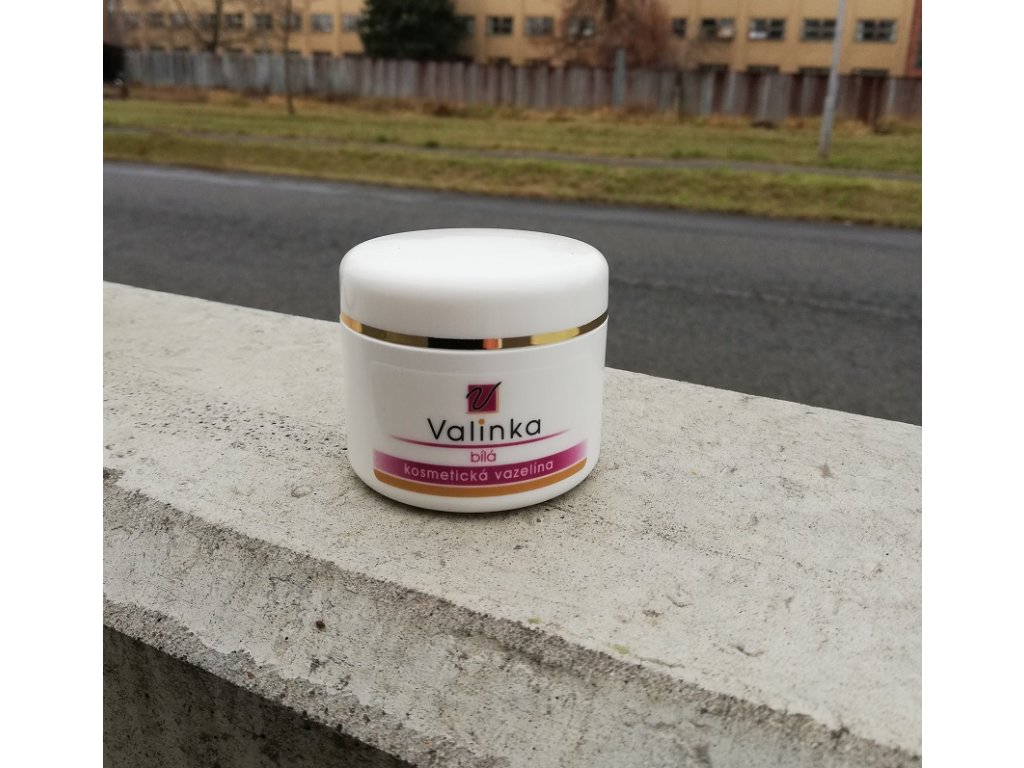 V
Valinka
bílá
kosmetická vazelína